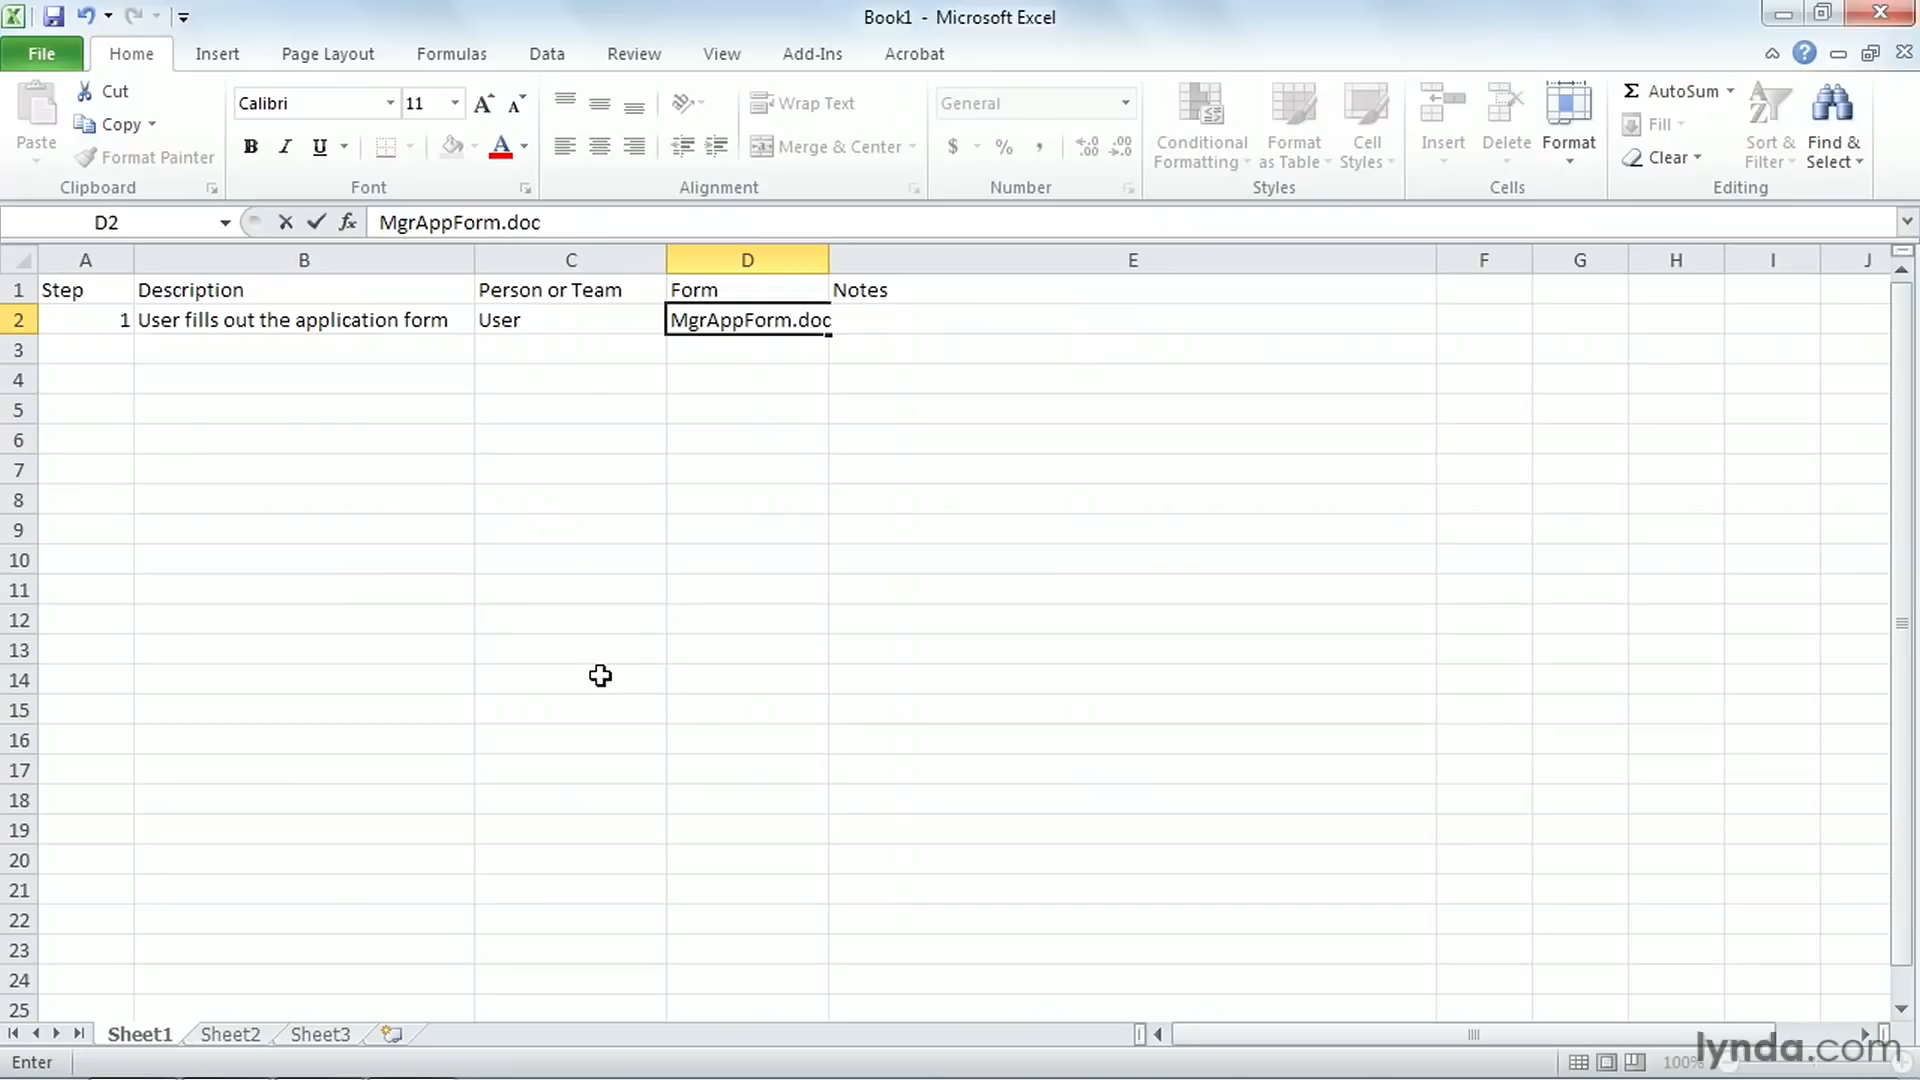 Book1 - Microsoft Excel
File Home Insert Page Layout Formulas Data Review View Add-Ins Acrobat
Paste
Cut
Copy
Format Painter
Clipboard
Calibri 11
B I U A
Font
Wrap Text
Merge & Center
Alignment
General
$ % ,
Number
Conditional Formatting
Format as Table
Cell Styles
Styles
Insert Delete Format
Cells
Σ AutoSum
Fill
Clear
Sort & Filter
Find & Select
Editing
D2 fx MgrAppForm.doc
A B C D E F G H I J
1 Step Description Person or Team Form Notes
2 1 User fills out the application form User MgrAppForm.doc
3
4
5
6
7
8
9
10
11
12
13
14
15
16
17
18
19
20
21
22
23
24
25
Sheet1 Sheet2 Sheet3
Enter 100%
lynda.com